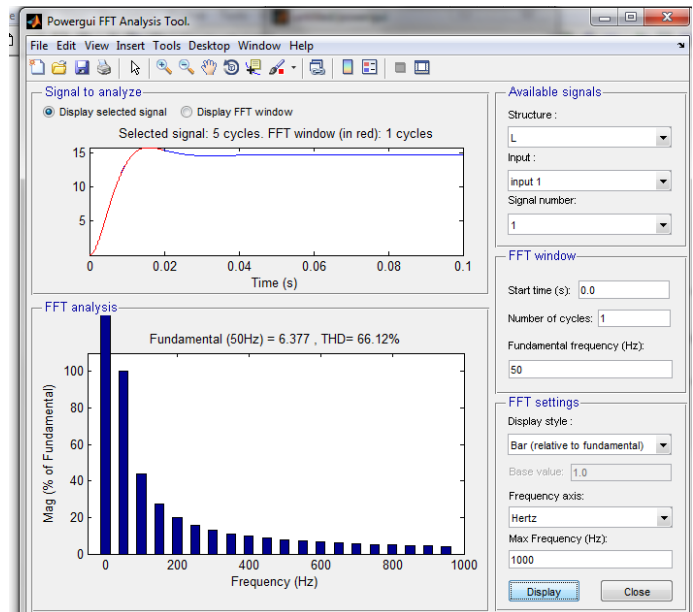 Powergui FFT Analysis Tool.
File Edit View Insert Tools Desktop Window Help
Signal to analyze
Display selected signal Display FFT window
Selected signal: 5 cycles. FFT window (in red): 1 cycles
15
10
5
0 0.02 0.04 0.06 0.08 0.1
Time (s)
FFT analysis
Fundamental (50Hz) = 6.377 , THD= 66.12%
100
80
60
40
20
0
Mag (% of Fundamental)
0 200 400 600 800 1000
Frequency (Hz)
Available signals
Structure :
L
Input :
input 1
Signal number:
1
FFT window
Start time (s): 0.0
Number of cycles: 1
Fundamental frequency (Hz):
50
FFT settings
Display style :
Bar (relative to fundamental)
Base value: 1.0
Frequency axis:
Hertz
Max Frequency (Hz):
1000
Display Close